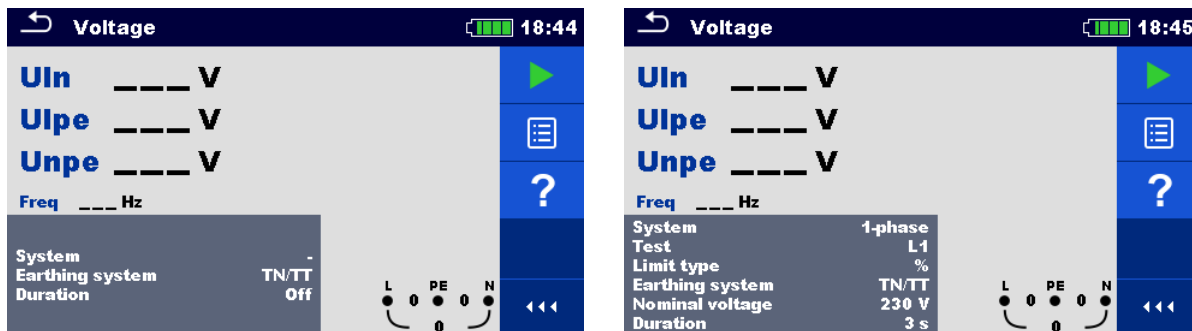 Voltage 18:44
Uln ___ V
Ulpe ___ V
Unpe ___ V
Freq ___ Hz
?
System -
Earthing system TN/TT
Duration Off
L PE N
0 0
0
Voltage 18:45
Uln ___ V
Ulpe ___ V
Unpe ___ V
Freq ___ Hz
?
System 1-phase
Test L1
Limit type %
Earthing system TN/TT
Nominal voltage 230 V
Duration 3 s
L PE N
0 0
0